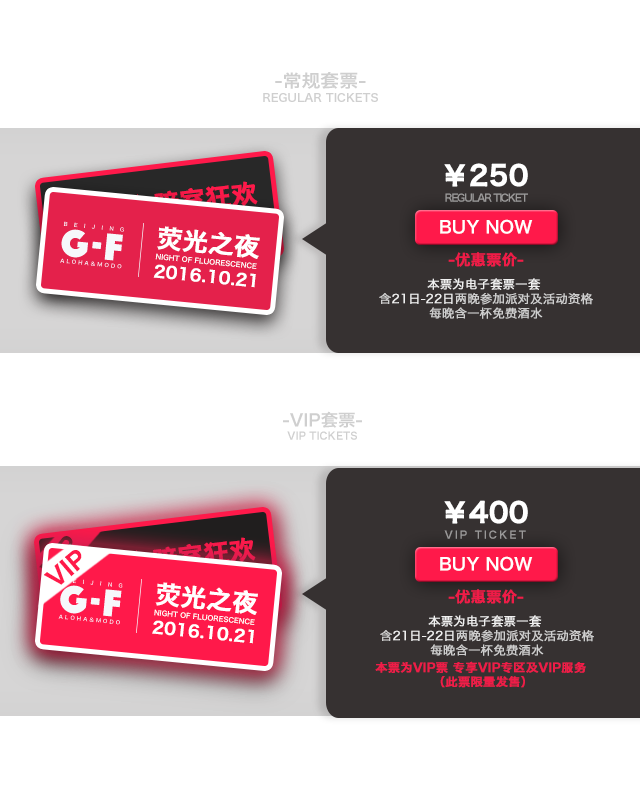 -常规套票-
REGULAR TICKETS
狂欢
BEIJING
G-F
ALOHA&MODO
荧光之夜
NIGHT OF FLUORESCENCE
2016.10.21
¥250
REGULAR TICKET
BUY NOW
-优惠票价-
本票为电子套票一套
含21日-22日两晚参加派对及活动资格
每晚含一杯免费酒水
-VIP套票-
VIP TICKETS
狂欢
VIP
EIJING
G-F
ALOHA&MODO
荧光之夜
NIGHT OF FLUORESCENCE
2016.10.21
¥400
VIP TICKET
BUY NOW
-优惠票价-
本票为电子套票一套
含21日-22日两晚参加派对及活动资格
每晚含一杯免费酒水
本票为VIP票 专享VIP专区及VIP服务
（此票限量发售）